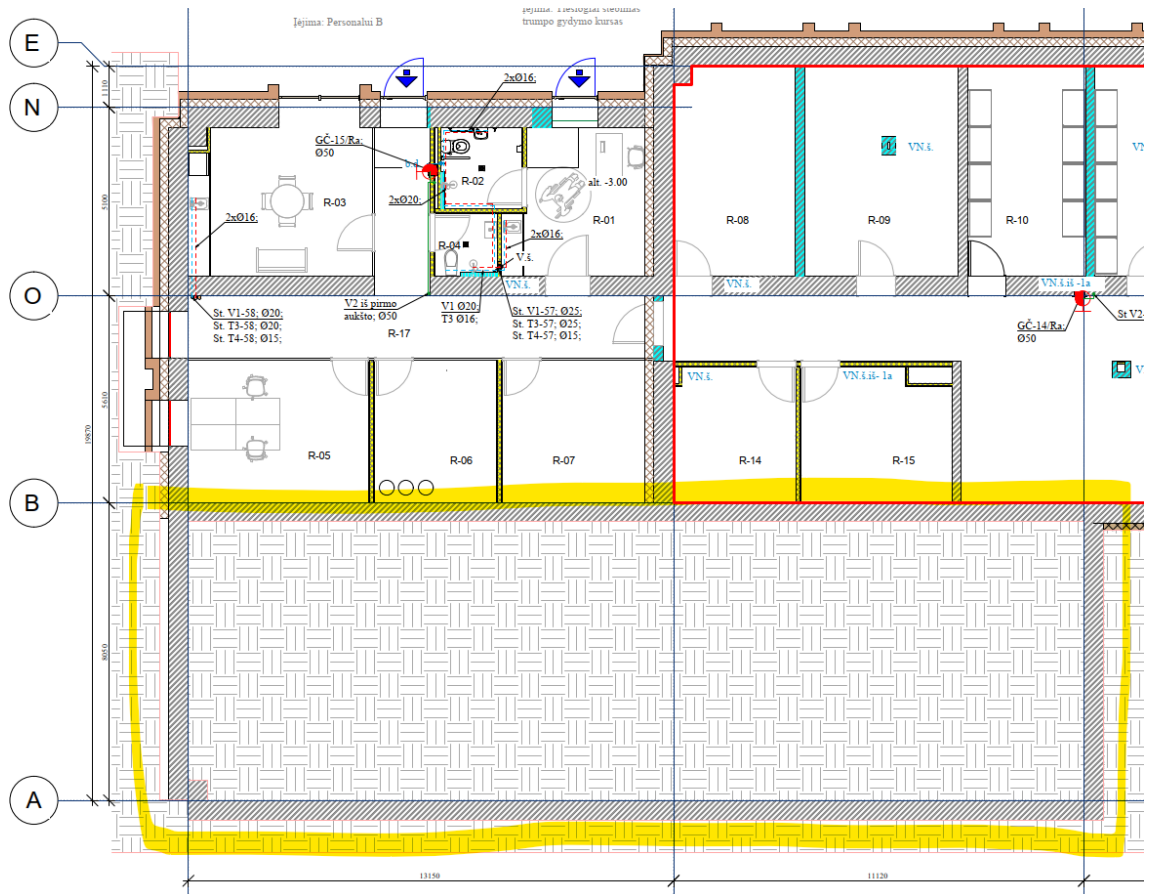 Įėjima: Personalui B
trumpo gydymo kursas
E
N
O
B
A
1110
5100
5610
8050
19870
13150
11120
2xØ16;
GČ-15/Ra;
Ø50
R-02
2xØ20;
R-03
2xØ16;
alt. -3.00
R-01
R-04
2xØ16;
V.š.
VN.š.
R-08
VN.š.
R-09
R-10
VN.š.
VN.š.iš -1a
St. V1-58; Ø20;
St. T3-58; Ø20;
St. T4-58; Ø15;
V2 iš pirmo
aukšto; Ø50
R-17
V1 Ø20;
T3 Ø16;
St. V1-57; Ø25;
St. T3-57; Ø25;
St. T4-57; Ø15;
GČ-14/Ra;
Ø50
St V2-
VN.š.
VN.š.iš- 1a
R-05
R-06
R-07
R-14
R-15